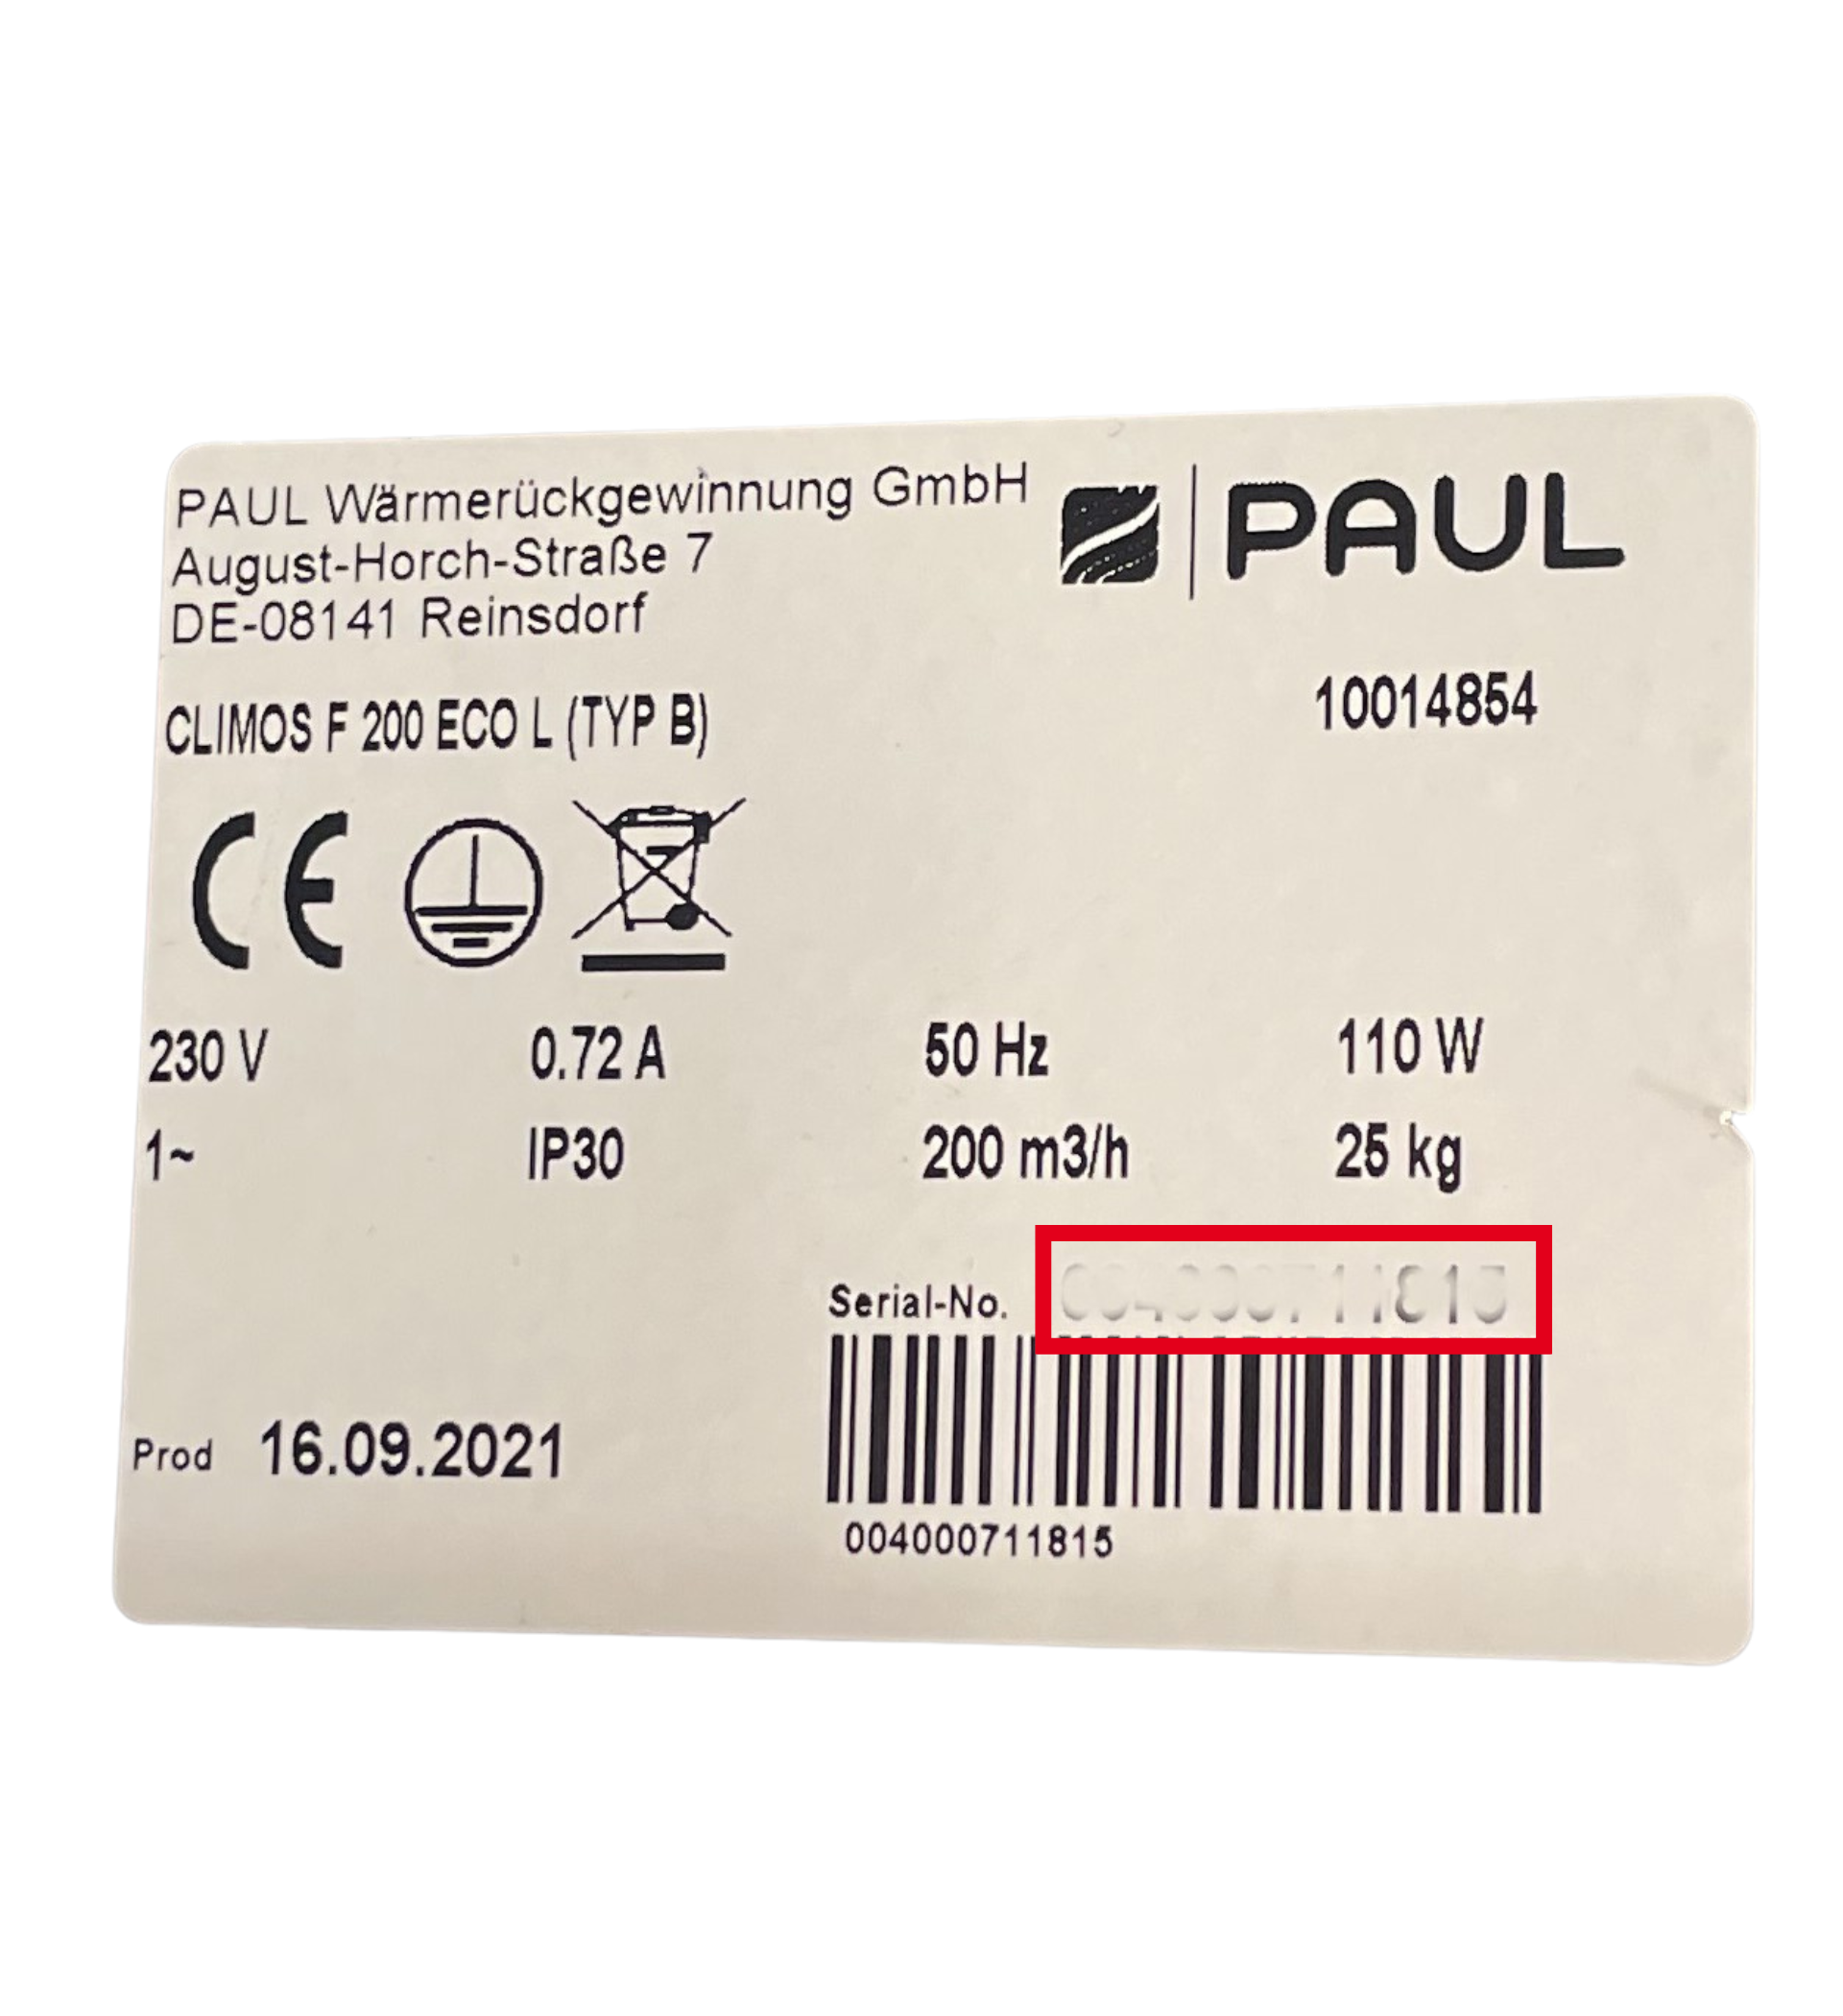 PAUL Wärmerückgewinnung GmbH
August-Horch-Straße 7
DE-08141 Reinsdorf
PAUL
CLIMOS F 200 ECO L (TYP B)
10014854
CE
230 V 0.72 A 50 Hz 110 W
1~ IP30 200 m3/h 25 kg
Serial-No.
Prod 16.09.2021
004000711815